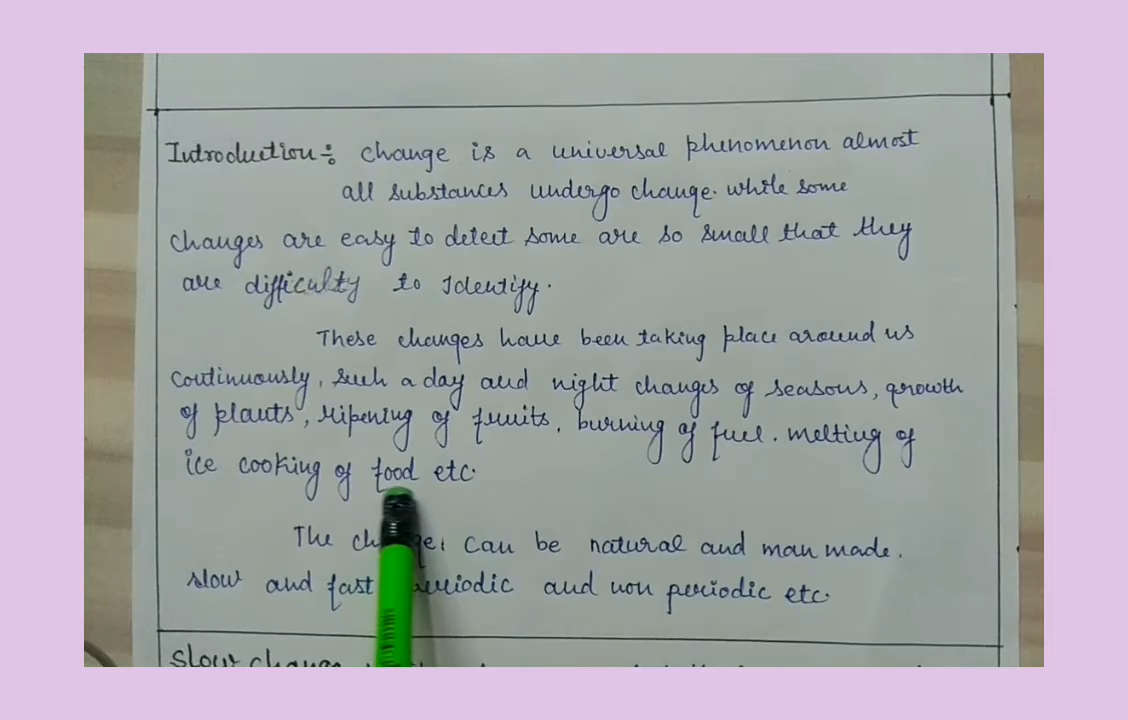 Introduction÷ change is a universal phenomenon almost
all substances undergo change. while some
changes are easy to detect some are so small that they
are difficulty to Identify.
These changes have been taking place around us
continuously, such a day and night changes of seasons, growth
of plants, ripening of fruits, burning of fuel. melting of
ice cooking of food etc.
The can be natural and man made.
slow and fast periodic and non periodic etc.
slow change